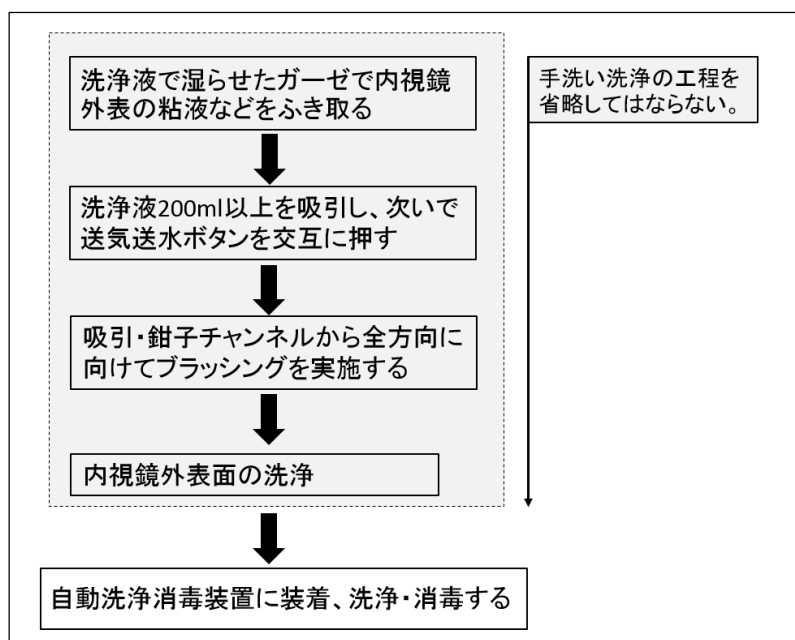 洗浄液で湿らせたガーゼで内視鏡
外表の粘液などをふき取る
手洗い洗浄の工程を
省略してはならない。
洗浄液200ml以上を吸引し、次いで
送気送水ボタンを交互に押す
吸引・鉗子チャンネルから全方向に
向けてブラッシングを実施する
内視鏡外表面の洗浄
自動洗浄消毒装置に装着、洗浄・消毒する